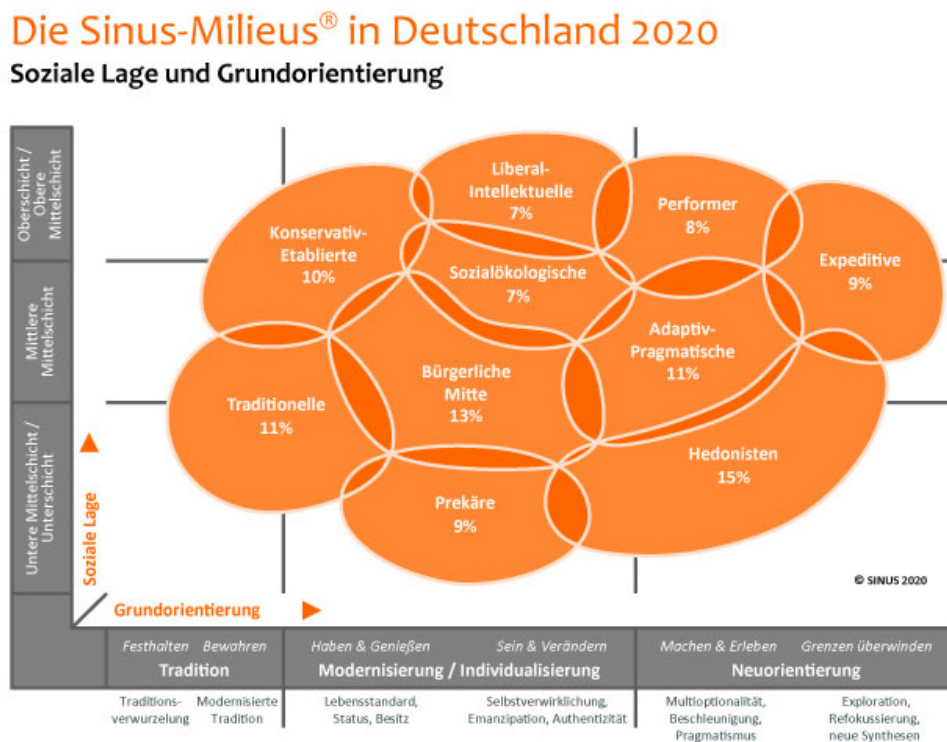 Die Sinus-Milieus® in Deutschland 2020
Soziale Lage und Grundorientierung
Oberschicht /
Obere
Mittelschicht
Mittlere
Mittelschicht
Untere Mittelschicht /
Unterschicht
Soziale Lage
Liberal-
Intellektuelle
7%
Performer
8%
Konservativ-
Etablierte
10%
Sozialökologische
7%
Expeditive
9%
Adaptiv-
Pragmatische
11%
Bürgerliche
Mitte
13%
Traditionelle
11%
Hedonisten
15%
Prekäre
9%
© SINUS 2020
Grundorientierung
Festhalten Bewahren
Tradition
Haben & Genießen Sein & Verändern
Modernisierung / Individualisierung
Machen & Erleben Grenzen überwinden
Neuorientierung
Traditions-
verwurzelung
Modernisierte
Tradition
Lebensstandard,
Status, Besitz
Selbstverwirklichung,
Emanzipation, Authentizität
Multioptionalität,
Beschleunigung,
Pragmatismus
Exploration,
Refokussierung,
neue Synthesen